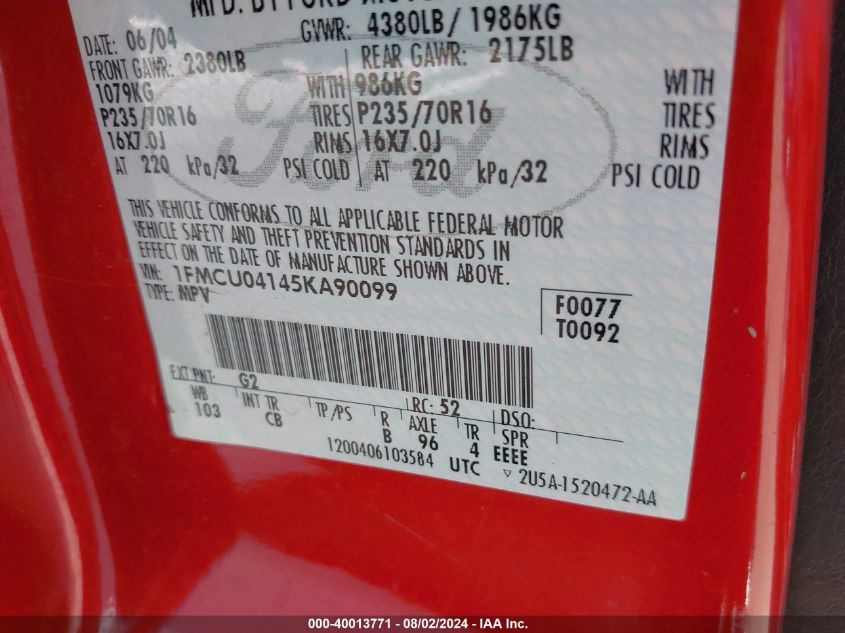 MFD. BY FORD MOTOR
DATE: 06/04 GVWR: 4380LB/ 1986KG
FRONT GAWR: 2380LB REAR GAWR: 2175LB
1079KG WITH 986KG WITH
P235/70R16 TIRES P235/70R16 TIRES
16X7.0J RIMS 16X7.0J RIMS
AT 220 kPa/32 PSI COLD AT 220 kPa/32 PSI COLD
Ford
THIS VEHICLE CONFORMS TO ALL APPLICABLE FEDERAL MOTOR
VEHICLE SAFETY AND THEFT PREVENTION STANDARDS IN
EFFECT ON THE DATE OF MANUFACTURE SHOWN ABOVE.
VIN: 1FMCU04145KA90099
TYPE: MPV
F0077
T0092
EXT PNT: G2 RC: 52 DSO:
WB INT TR TP/PS R AXLE TR SPR
103 CB B 96 4 EEEE
1200406103584 UTC ▿ 2U5A-1520472-AA
000-40013771 - 08/02/2024 - IAA Inc.